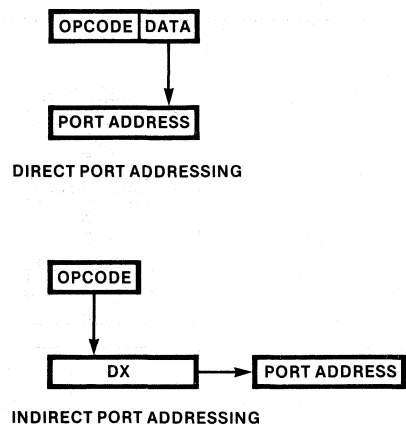 OPCODE DATA
PORT ADDRESS
DIRECT PORT ADDRESSING
OPCODE
DX PORT ADDRESS
INDIRECT PORT ADDRESSING